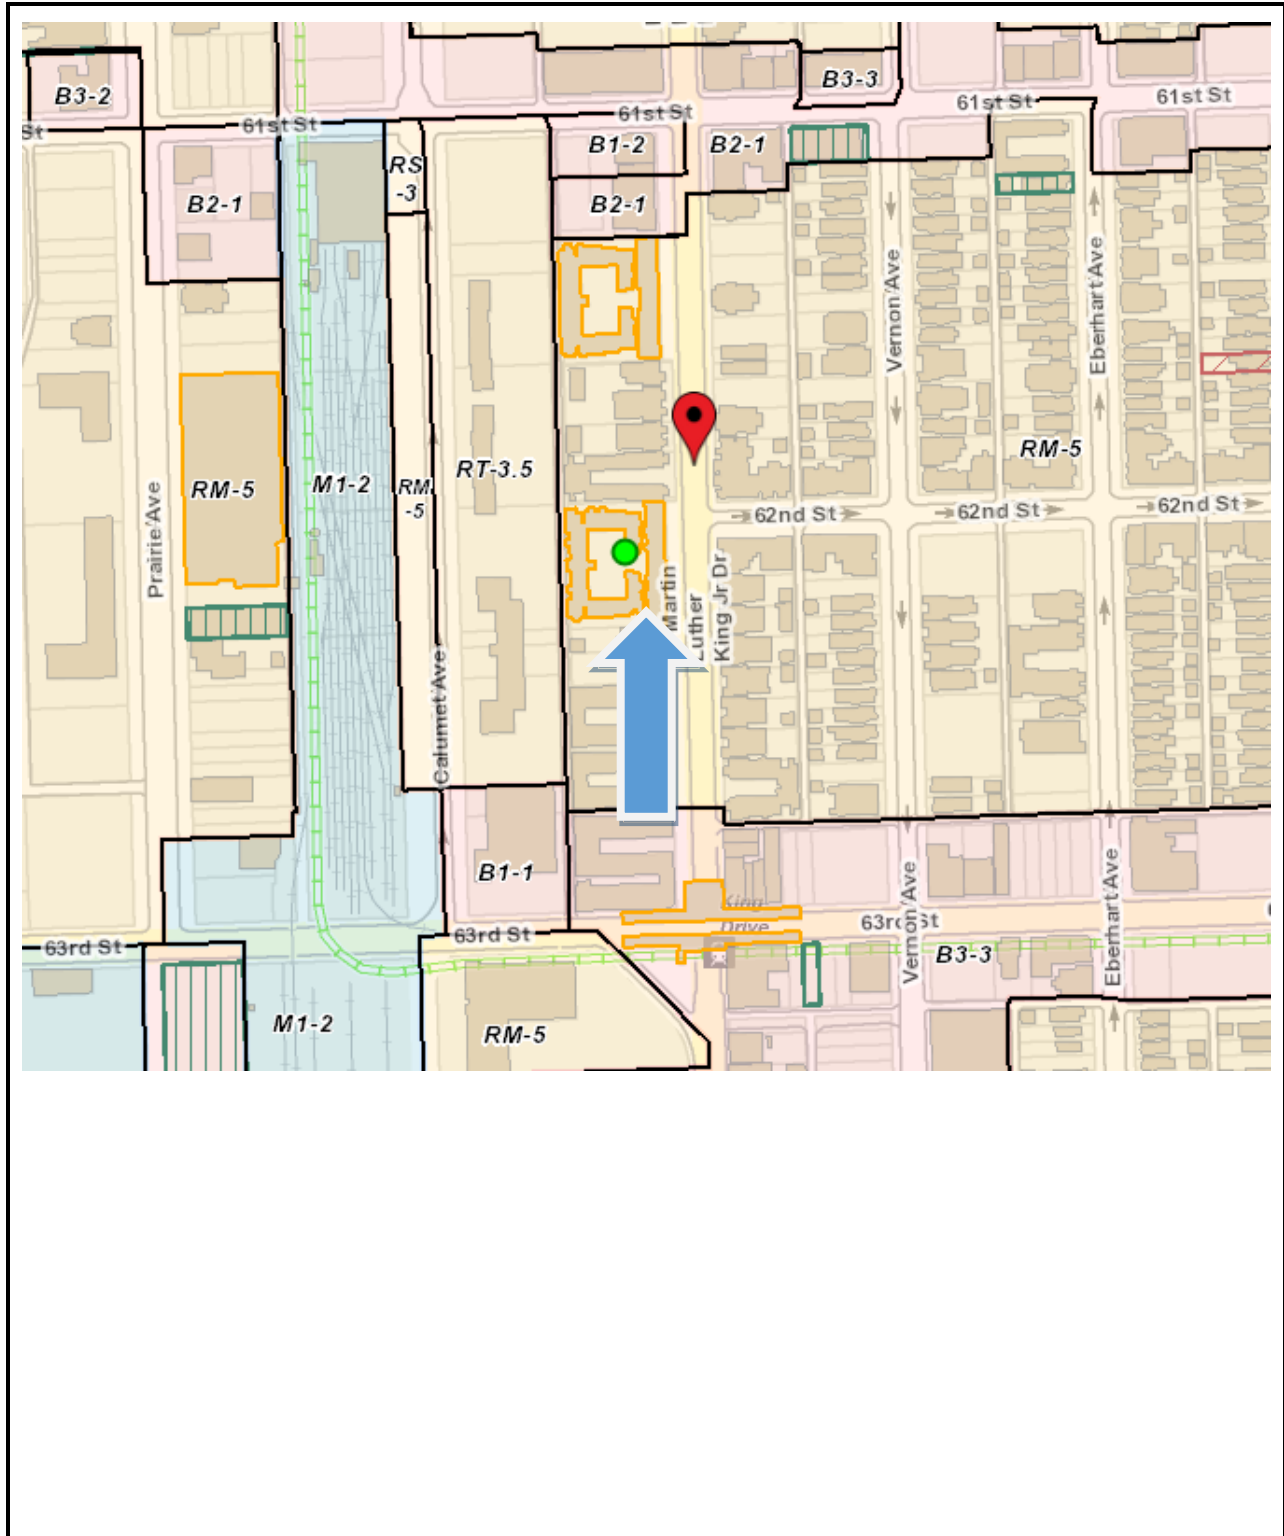 B3-2
B3-3
61st St
61st St
St
61st St
61st St
B1-2
B2-1
RS
-3
B2-1
B2-1
Vernon Ave
Eberhart Ave
RM-5
RT-3.5
RM-5
M1-2
RM
-5
Prairie Ave
62nd St
62nd St
62nd St
Martin
Luther
King Jr Dr
Calumet Ave
B1-1
Vernon Ave
Eberhart Ave
King
Drive
63rd St
63rd St
63rd St
B3-3
M1-2
RM-5